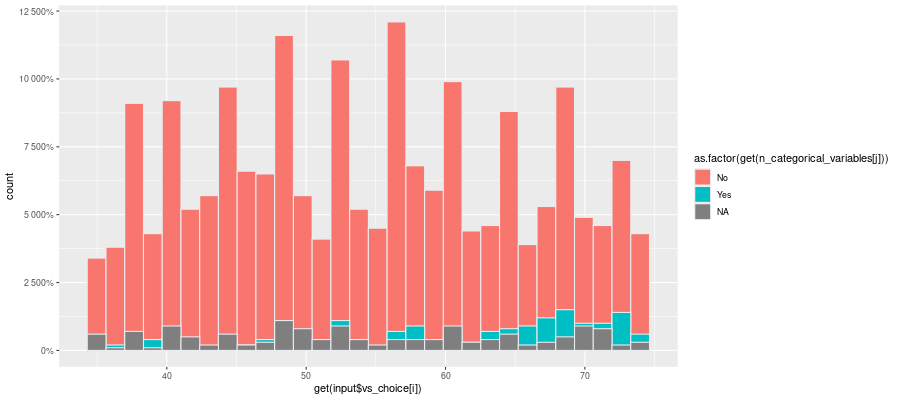 12 500%
10 000%
7 500%
5 000%
2 500%
0%
count
40
50
60
70
get(input$vs_choice[i])
as.factor(get(n_categorical_variables[j]))
No
Yes
NA